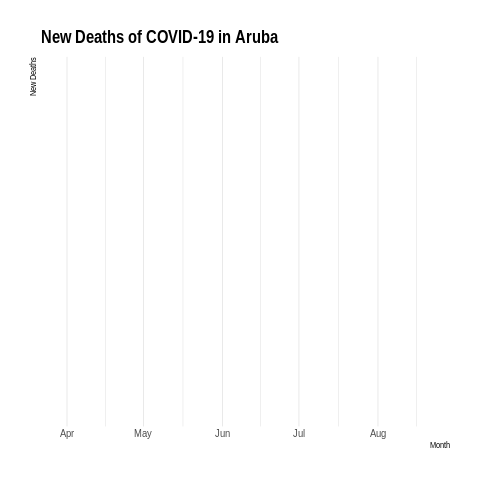 New Deaths of COVID-19 in Aruba
New Deaths
Apr May Jun Jul Aug
Month